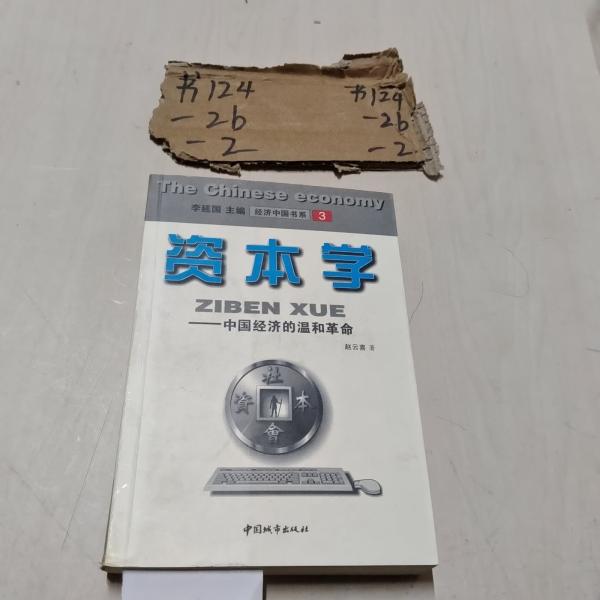 书124 书124
-2b -2b
-2 -2
The Chinese economy
李延国 主编 经济中国书系 3
资本学
ZIBEN XUE
——中国经济的温和革命
赵云喜 著
社
資 本
會
中国城市出版社